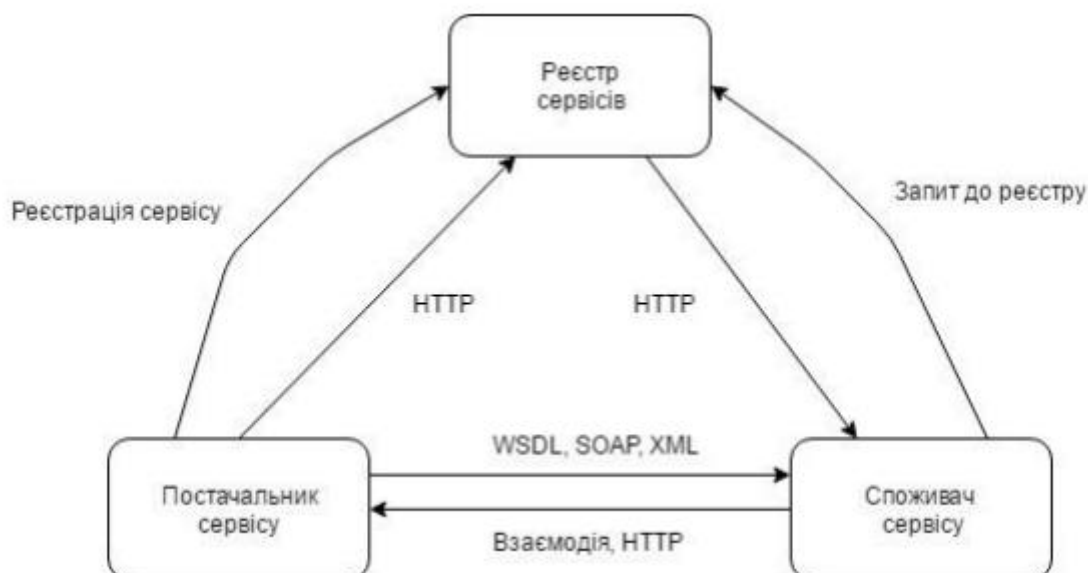 Реєстр
сервісів
Реєстрація сервісу
Запит до реєстру
HTTP
HTTP
WSDL, SOAP, XML
Постачальник
сервісу
Споживач
сервісу
Взаємодія, HTTP